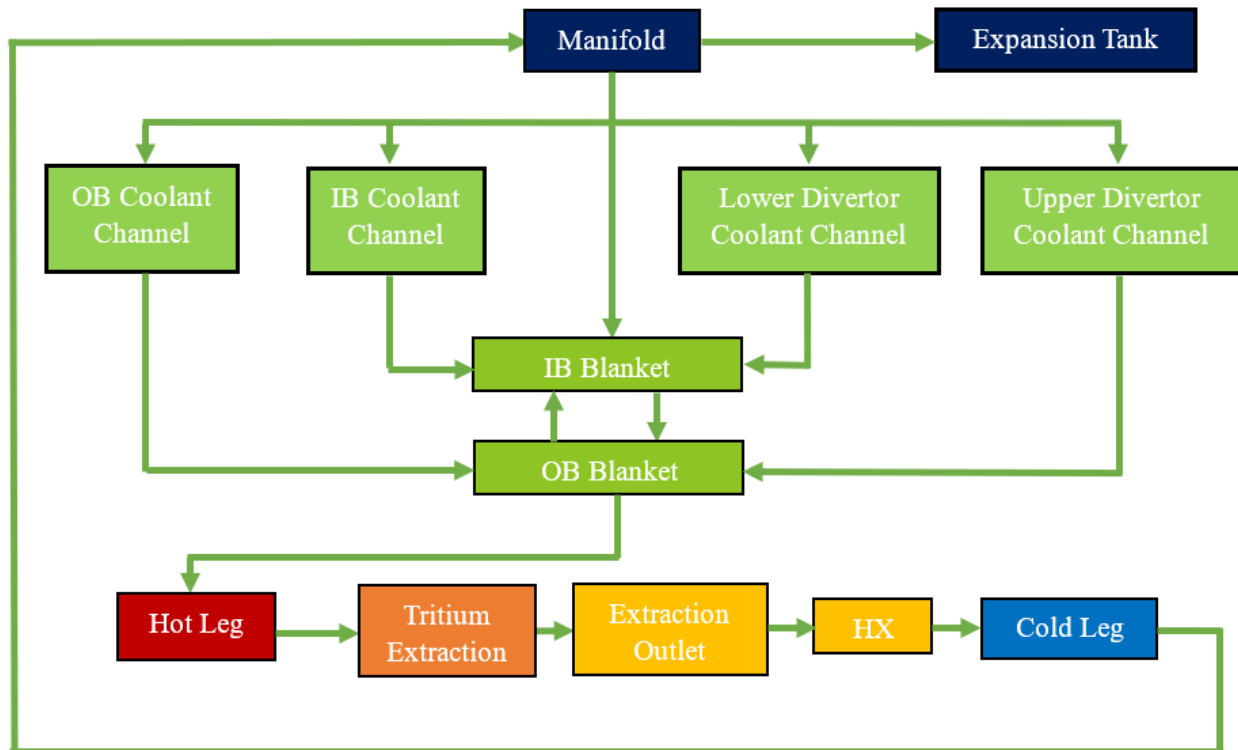 Manifold
Expansion Tank
OB Coolant
Channel
IB Coolant
Channel
Lower Divertor
Coolant Channel
Upper Divertor
Coolant Channel
IB Blanket
OB Blanket
Hot Leg
Tritium
Extraction
Extraction
Outlet
HX
Cold Leg